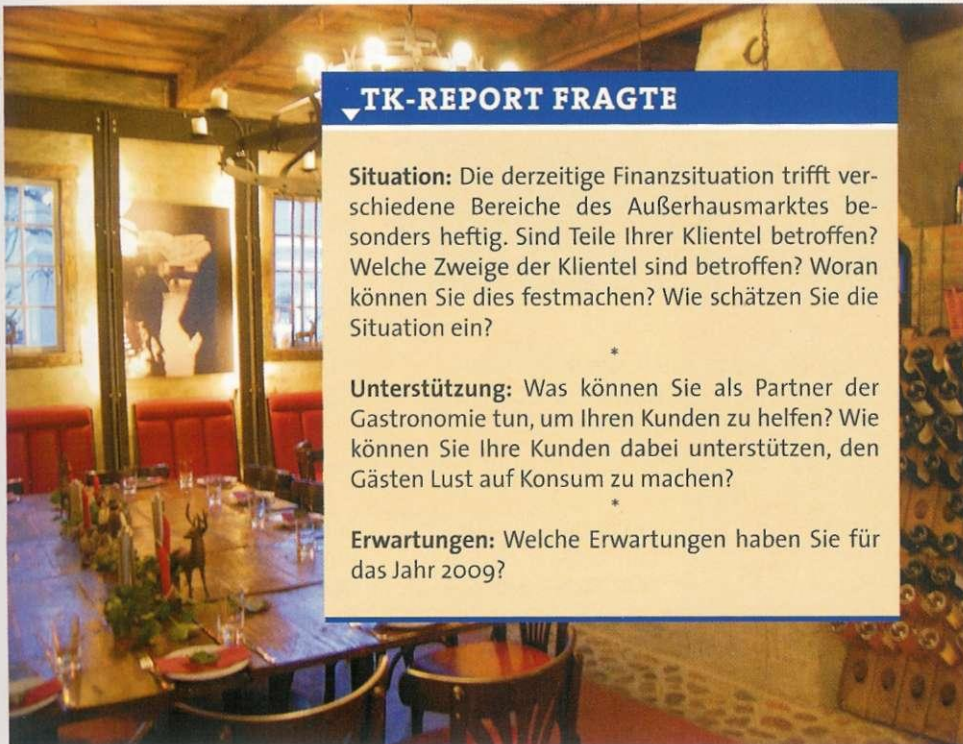 TK-REPORT FRAGTE
Situation: Die derzeitige Finanzsituation trifft ver-
schiedene Bereiche des Außerhausmarktes be-
sonders heftig. Sind Teile Ihrer Klientel betroffen?
Welche Zweige der Klientel sind betroffen? Woran
können Sie dies festmachen? Wie schätzen Sie die
Situation ein?
*
Unterstützung: Was können Sie als Partner der
Gastronomie tun, um Ihren Kunden zu helfen? Wie
können Sie Ihre Kunden dabei unterstützen, den
Gästen Lust auf Konsum zu machen?
*
Erwartungen: Welche Erwartungen haben Sie für
das Jahr 2009?